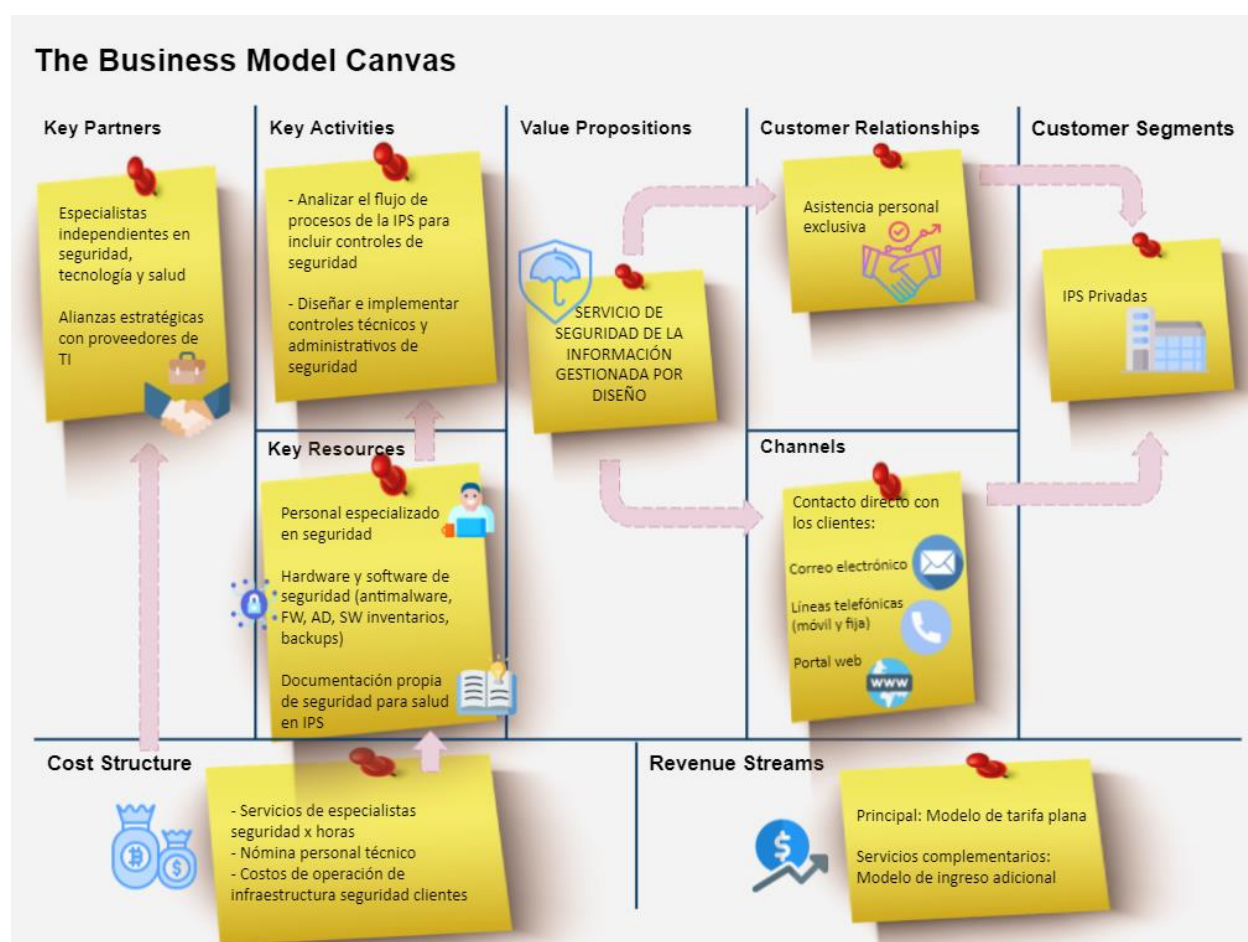 The Business Model Canvas
Key Partners
Especialistas
independientes en
seguridad,
tecnología y salud
Alianzas estratégicas
con proveedores de
TI
Key Activities
- Analizar el flujo de
procesos de la IPS para
incluir controles de
seguridad
- Diseñar e implementar
controles técnicos y
administrativos de
seguridad
Key Resources
Personal especializado
en seguridad
Hardware y software de
seguridad (antimalware,
FW, AD, SW inventarios,
backups)
Documentación propia
de seguridad para salud
en IPS
Value Propositions
SERVICIO DE
SEGURIDAD DE LA
INFORMACIÓN
GESTIONADA POR
DISEÑO
Customer Relationships
Asistencia personal
exclusiva
Channels
Contacto directo con
los clientes:
Correo electrónico
Líneas telefónicas
(móvil y fija)
Portal web
WWW
Customer Segments
IPS Privadas
Cost Structure
- Servicios de especialistas
seguridad x horas
- Nómina personal técnico
- Costos de operación de
infraestructura seguridad clientes
Revenue Streams
Principal: Modelo de tarifa plana
Servicios complementarios:
Modelo de ingreso adicional